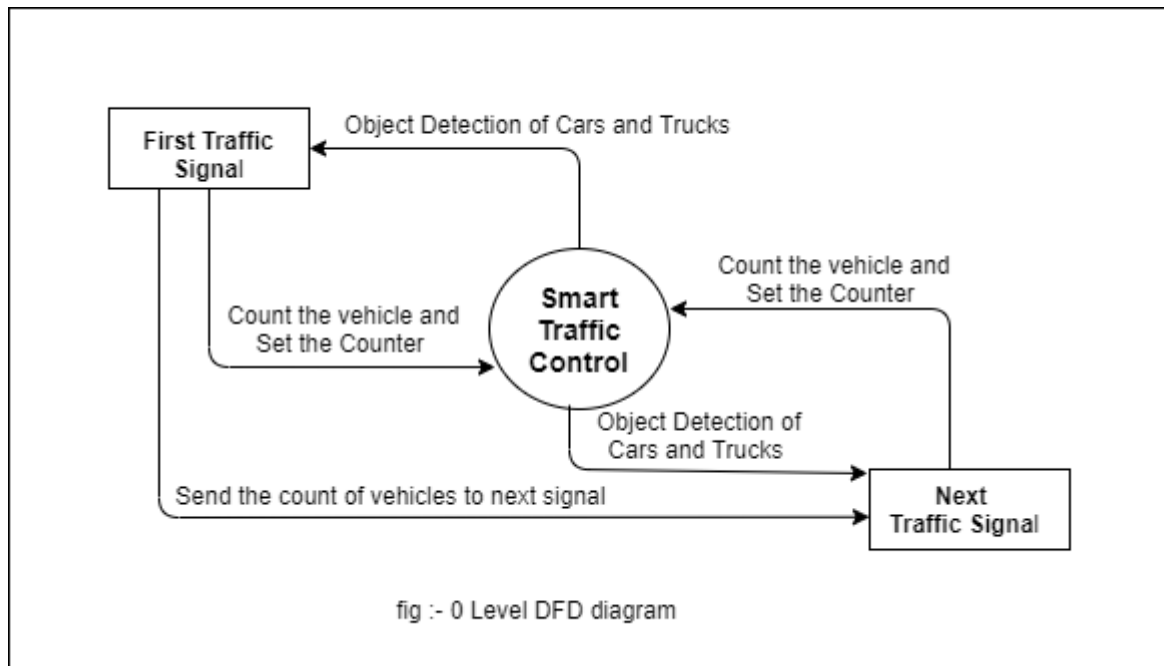 Object Detection of Cars and Trucks
First Traffic
Signal
Count the vehicle and
Set the Counter
Smart
Traffic
Control
Count the vehicle and
Set the Counter
Object Detection of
Cars and Trucks
Send the count of vehicles to next signal
Next
Traffic Signal
fig :- 0 Level DFD diagram